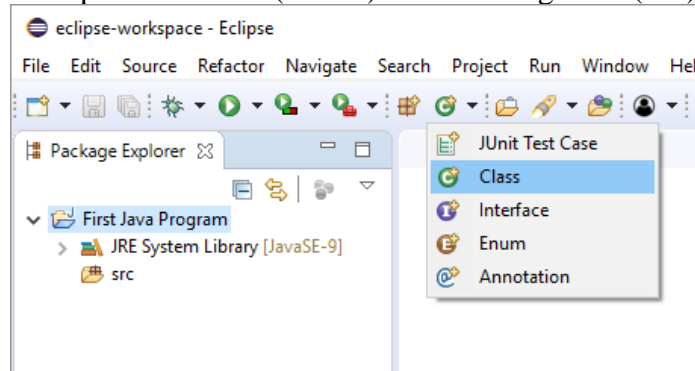 eclipse-workspace - Eclipse
File Edit Source Refactor Navigate Search Project Run Window Hel
Package Explorer
JUnit Test Case
Class
Interface
Enum
Annotation
First Java Program
JRE System Library [JavaSE-9]
src